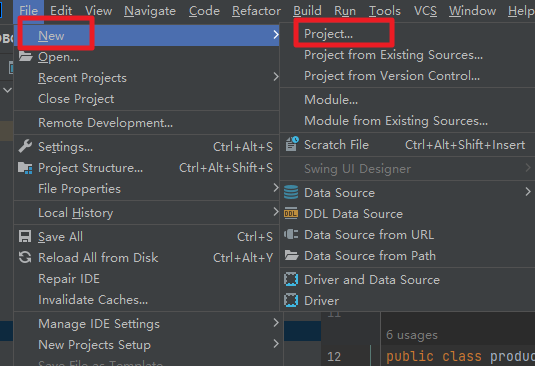 File Edit View Navigate Code Refactor Build Run Tools VCS Window Hel
New
Project...
Open...
Project from Existing Sources...
Recent Projects
Project from Version Control...
Close Project
Module...
Remote Development...
Module from Existing Sources...
Settings... Ctrl+Alt+S
Scratch File Ctrl+Alt+Shift+Insert
Project Structure... Ctrl+Alt+Shift+S
Swing UI Designer
File Properties
Data Source
Local History
DDL Data Source
Save All Ctrl+S
Data Source from URL
Reload All from Disk Ctrl+Alt+Y
Data Source from Path
Repair IDE
Driver and Data Source
Invalidate Caches...
Driver
Manage IDE Settings
11
New Projects Setup
6 usages
Save File as Template
12 public class produc